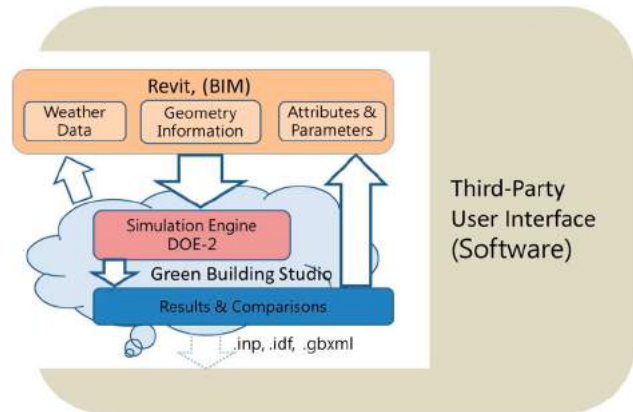 Revit, (BIM)
Weather
Data
Geometry
Information
Attributes &
Parameters
Simulation Engine
DOE-2
Green Building Studio
Results & Comparisons
.inp, .idf, .gbxml
Third-Party
User Interface
(Software)